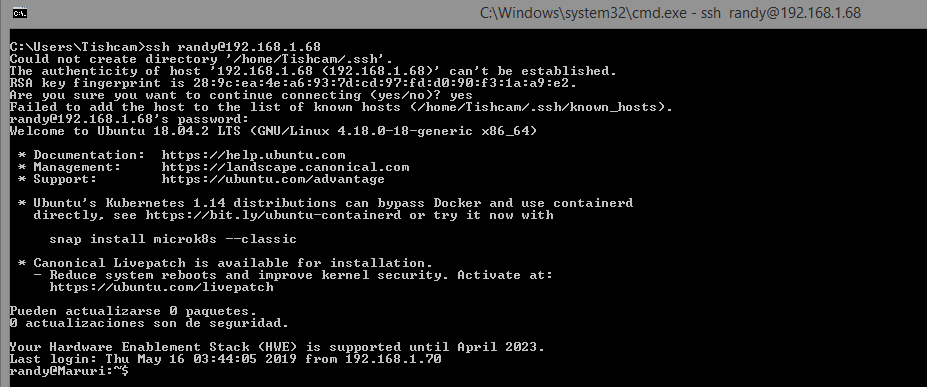 C:\Windows\system32\cmd.exe - ssh randy@192.168.1.68
C:\Users\Tishcam>ssh randy@192.168.1.68
Could not create directory '/home/Tishcam/.ssh'.
The authenticity of host '192.168.1.68 (192.168.1.68)' can't be established.
RSA key fingerprint is 28:9c:ea:4e:a6:93:7d:cd:97:fd:d0:90:f3:1a:a9:e2.
Are you sure you want to continue connecting (yes/no)? yes
Failed to add the host to the list of known hosts (/home/Tishcam/.ssh/known_hosts).
randy@192.168.1.68's password:
Welcome to Ubuntu 18.04.2 LTS (GNU/Linux 4.18.0-18-generic x86_64)
* Documentation: https://help.ubuntu.com
* Management: https://landscape.canonical.com
* Support: https://ubuntu.com/advantage
* Ubuntu's Kubernetes 1.14 distributions can bypass Docker and use containerd
directly, see https://bit.ly/ubuntu-containerd or try it now with
snap install microk8s --classic
* Canonical Livepatch is available for installation.
- Reduce system reboots and improve kernel security. Activate at:
https://ubuntu.com/livepatch
Pueden actualizarse 0 paquetes.
0 actualizaciones son de seguridad.
Your Hardware Enablement Stack (HWE) is supported until April 2023.
Last login: Thu May 16 03:44:05 2019 from 192.168.1.70
randy@Maruri:~$